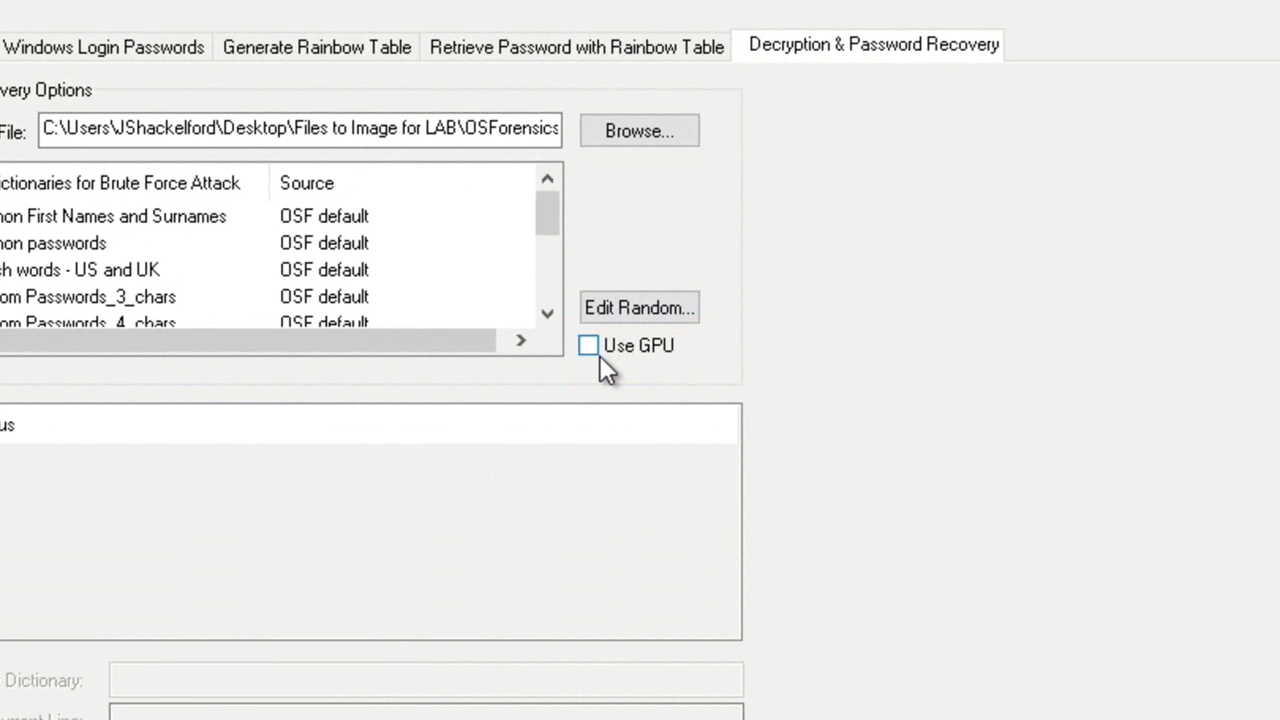 Windows Login Passwords Generate Rainbow Table Retrieve Password with Rainbow Table Decryption & Password Recovery
very Options
File: C:\Users\JShackelford\Desktop\Files to Image for LAB\OSForensics Browse...
ictionaries for Brute Force Attack Source
non First Names and Surnames OSF default
non passwords OSF default
sh words - US and UK OSF default
om Passwords_3_chars OSF default
om Passwords_4_chars OSF default
Edit Random...
Use GPU
us
Dictionary: